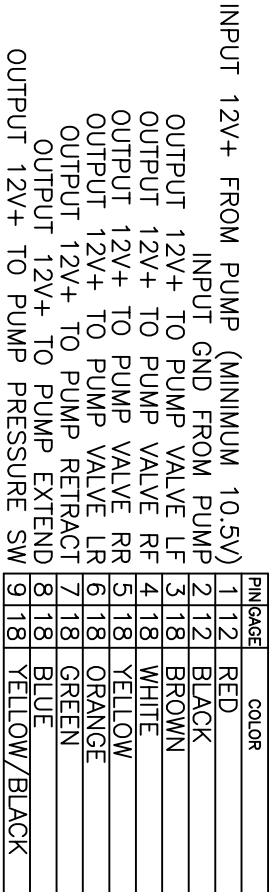 PIN GAGE COLOR
INPUT 12V+ FROM PUMP (MINIMUM 10.5V) 1 12 RED
INPUT GND FROM PUMP 2 12 BLACK
OUTPUT 12V+ TO PUMP VALVE LF 3 18 BROWN
OUTPUT 12V+ TO PUMP VALVE RF 4 18 WHITE
OUTPUT 12V+ TO PUMP VALVE RR 5 18 YELLOW
OUTPUT 12V+ TO PUMP VALVE LR 6 18 ORANGE
OUTPUT 12V+ TO PUMP RETRACT 7 18 GREEN
OUTPUT 12V+ TO PUMP EXTEND 8 18 BLUE
OUTPUT 12V+ TO PUMP PRESSURE SW 9 18 YELLOW/BLACK